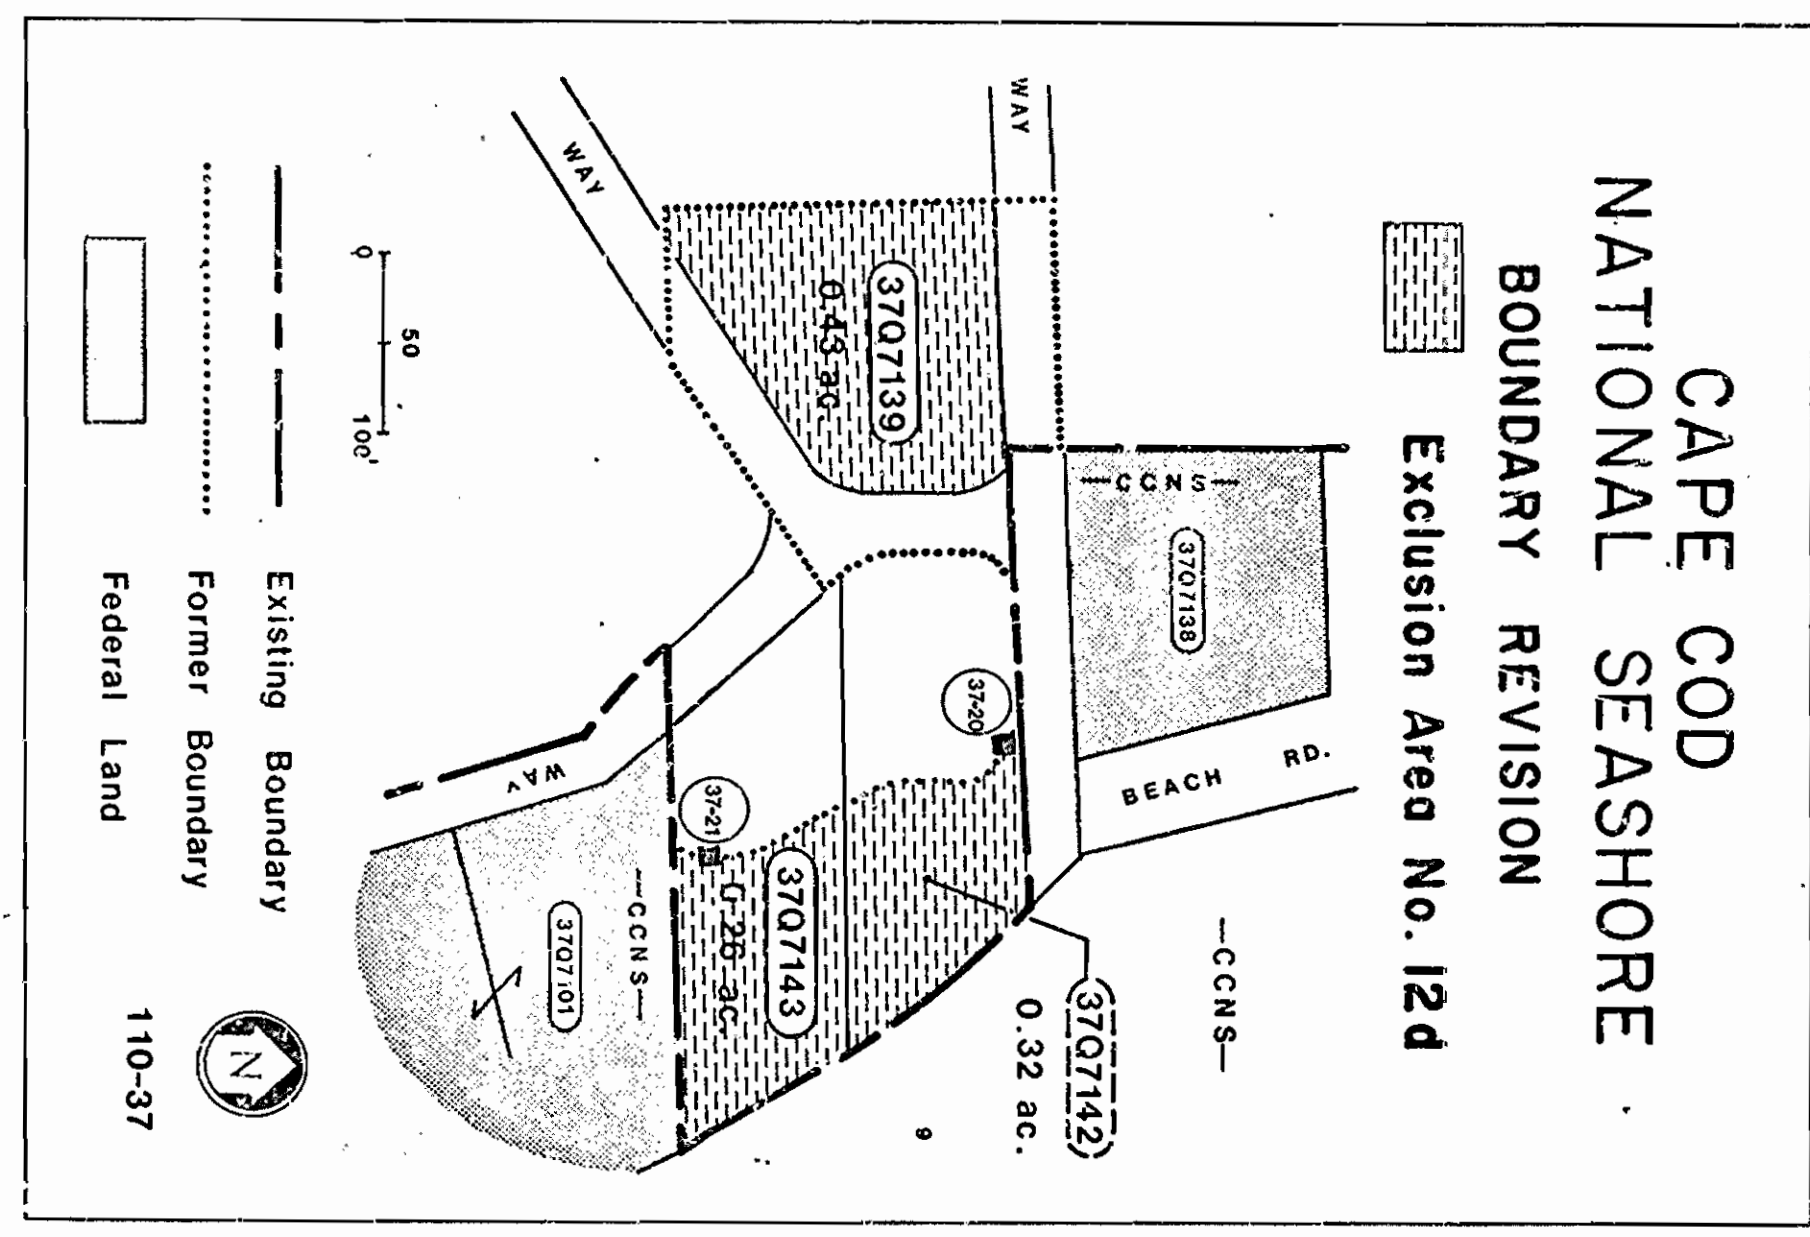 CAPE COD
NATIONAL SEASHORE
BOUNDARY REVISION
Exclusion Area No. 12d
WAY
WAY
37Q7139
0.43 ac.
—CCNS—
37Q7138
BEACH RD.
—CCNS—
37-20
37-21
37Q7142
0.32 ac.
37Q7143
0.26 ac.
WAY
—CCNS—
37Q7101
0 50 100'
Existing Boundary
Former Boundary
Federal Land
N
110-37
9